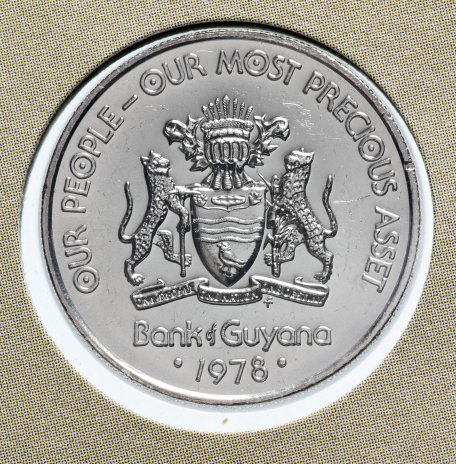 OUR PEOPLE – OUR MOST PRECIOUS ASSET
Bank of Guyana
· 1978 ·